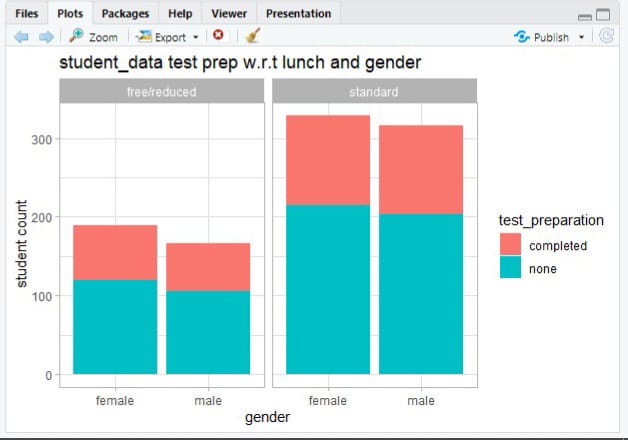 Files Plots Packages Help Viewer Presentation
Zoom Export Publish
student_data test prep w.r.t lunch and gender
free/reduced standard
300
200
100
0
student count
female male female male
gender
test_preparation
completed
none